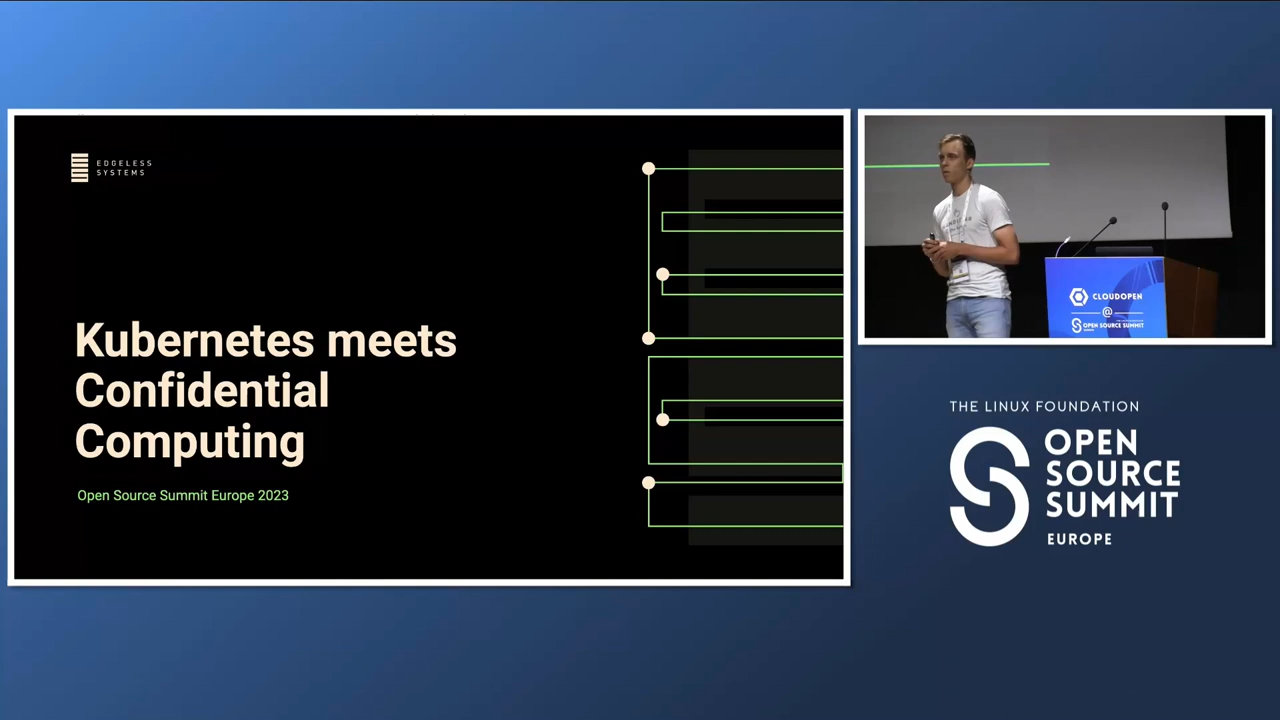 EDGELESS
SYSTEMS
Kubernetes meets
Confidential
Computing
Open Source Summit Europe 2023
CLOUDOPEN
@
OPEN SOURCE SUMMIT
THE LINUX FOUNDATION
OPEN
SOURCE
SUMMIT
EUROPE